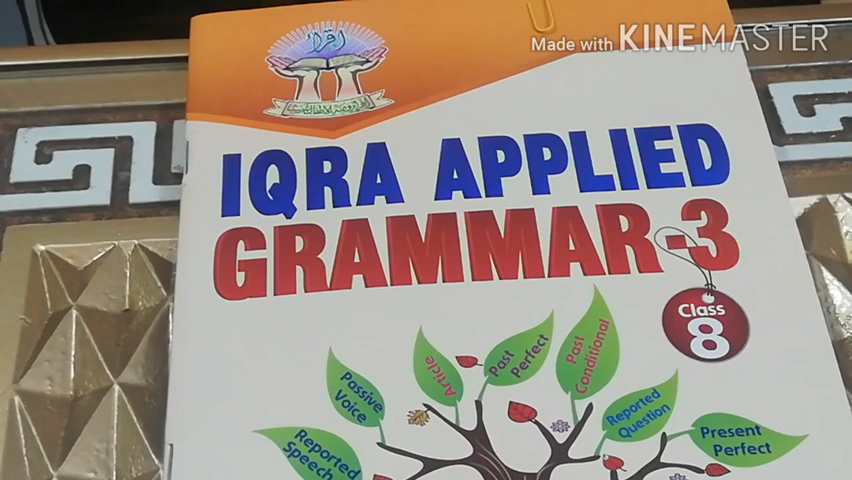 Made with KINEMASTER
اقرأ
IQRA APPLIED
GRAMMAR-3
Class
8
Article
Past
Perfect
Past
Conditional
Passive
Voice
Reported
Question
Present
Perfect
Reported
Speech